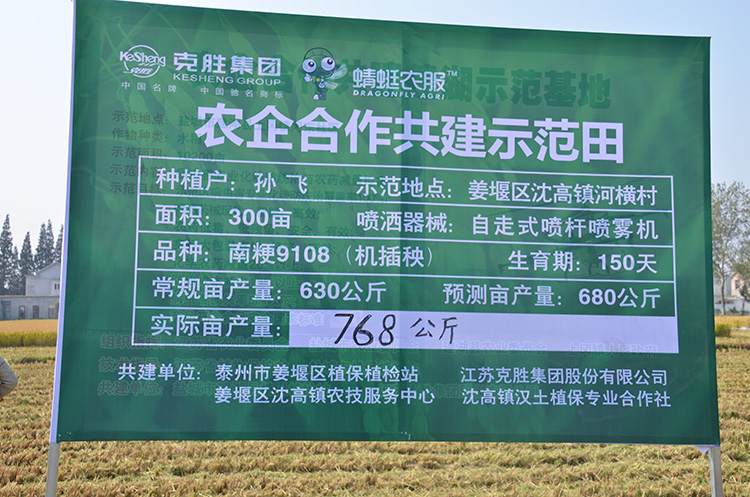 KeSheng 克胜集团 KESHENG GROUP 中国名牌 中国驰名商标
蜻蜓农服™ DRAGONFLY AGRI
农企合作共建示范田
种植户：孙 飞 示范地点：姜堰区沈高镇河横村
面积：300亩 喷洒器械：自走式喷杆喷雾机
品种：南粳9108（机插秧） 生育期：150天
常规亩产量：630公斤 预测亩产量：680公斤
实际亩产量：768公斤
共建单位：泰州市姜堰区植保植检站 江苏克胜集团股份有限公司
姜堰区沈高镇农技服务中心 沈高镇汉土植保专业合作社